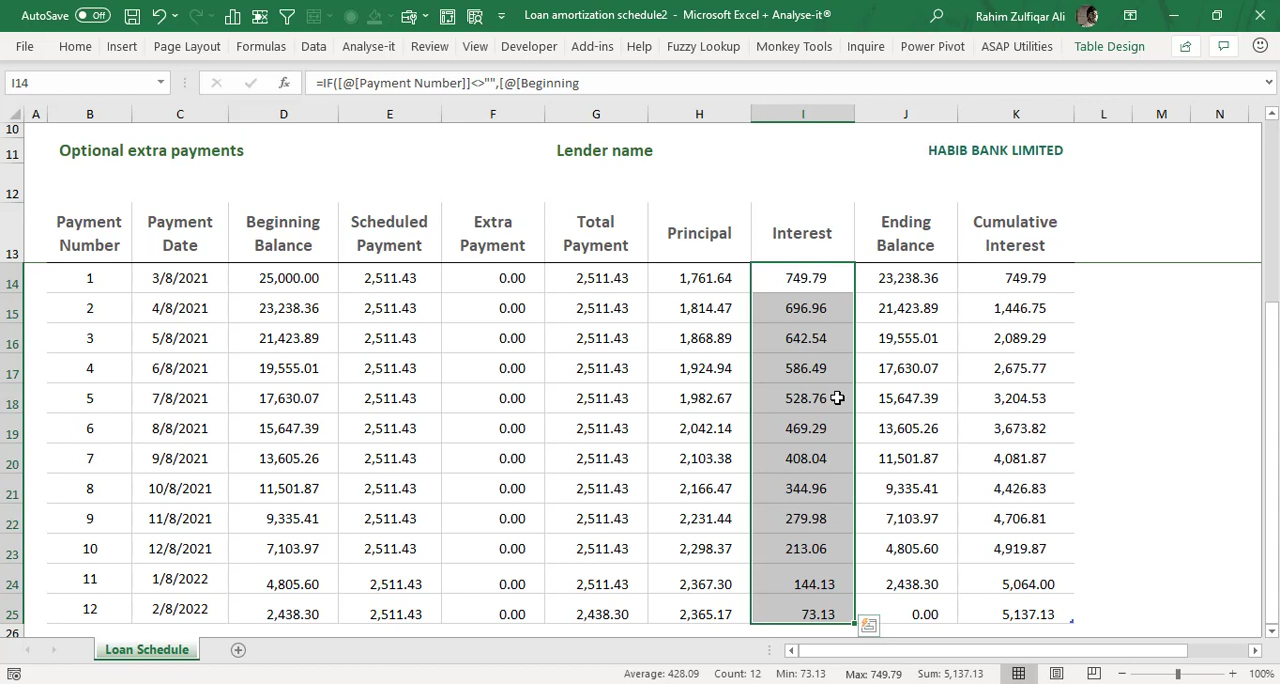 AutoSave Off Loan amortization schedule2 - Microsoft Excel + Analyse-it® Rahim Zulfiqar Ali
File Home Insert Page Layout Formulas Data Analyse-it Review View Developer Add-ins Help Fuzzy Lookup Monkey Tools Inquire Power Pivot ASAP Utilities Table Design
I14 fx =IF([@[Payment Number]]<>"",[@[Beginning
A B C D E F G H I J K L M N
10
11 Optional extra payments Lender name HABIB BANK LIMITED
12
Payment Payment Beginning Scheduled Extra Total Principal Interest Ending Cumulative
13 Number Date Balance Payment Payment Payment Balance Interest
14 1 3/8/2021 25,000.00 2,511.43 0.00 2,511.43 1,761.64 749.79 23,238.36 749.79
15 2 4/8/2021 23,238.36 2,511.43 0.00 2,511.43 1,814.47 696.96 21,423.89 1,446.75
16 3 5/8/2021 21,423.89 2,511.43 0.00 2,511.43 1,868.89 642.54 19,555.01 2,089.29
17 4 6/8/2021 19,555.01 2,511.43 0.00 2,511.43 1,924.94 586.49 17,630.07 2,675.77
18 5 7/8/2021 17,630.07 2,511.43 0.00 2,511.43 1,982.67 528.76 15,647.39 3,204.53
19 6 8/8/2021 15,647.39 2,511.43 0.00 2,511.43 2,042.14 469.29 13,605.26 3,673.82
20 7 9/8/2021 13,605.26 2,511.43 0.00 2,511.43 2,103.38 408.04 11,501.87 4,081.87
21 8 10/8/2021 11,501.87 2,511.43 0.00 2,511.43 2,166.47 344.96 9,335.41 4,426.83
22 9 11/8/2021 9,335.41 2,511.43 0.00 2,511.43 2,231.44 279.98 7,103.97 4,706.81
23 10 12/8/2021 7,103.97 2,511.43 0.00 2,511.43 2,298.37 213.06 4,805.60 4,919.87
24 11 1/8/2022 4,805.60 2,511.43 0.00 2,511.43 2,367.30 144.13 2,438.30 5,064.00
25 12 2/8/2022 2,438.30 2,511.43 0.00 2,438.30 2,365.17 73.13 0.00 5,137.13
26
Loan Schedule
Average: 428.09 Count: 12 Min: 73.13 Max: 749.79 Sum: 5,137.13 100%